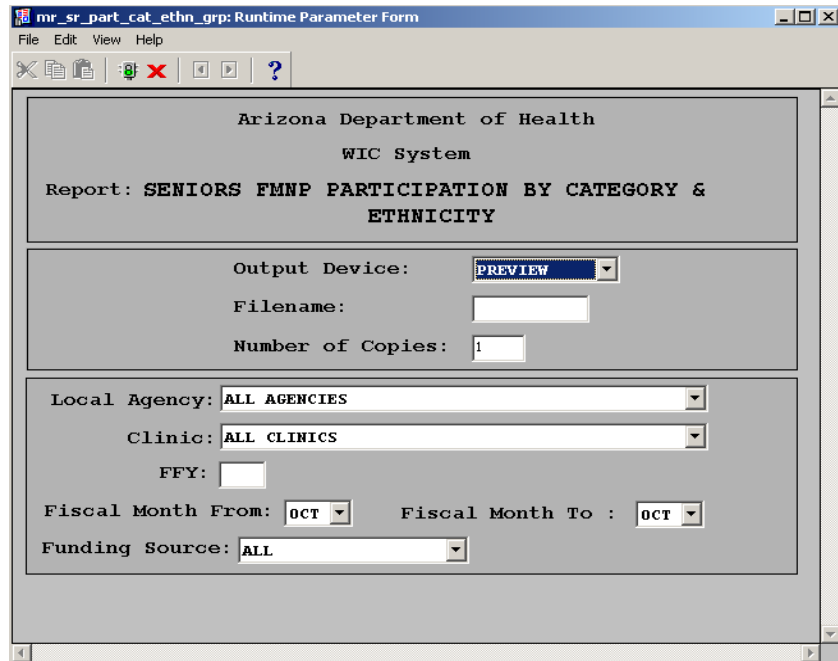 mr_sr_part_cat_ethn_grp: Runtime Parameter Form
File Edit View Help
?
Arizona Department of Health
WIC System
Report: SENIORS FMNP PARTICIPATION BY CATEGORY &
ETHNICITY
Output Device: PREVIEW
Filename:
Number of Copies: 1
Local Agency: ALL AGENCIES
Clinic: ALL CLINICS
FFY:
Fiscal Month From: OCT Fiscal Month To : OCT
Funding Source: ALL